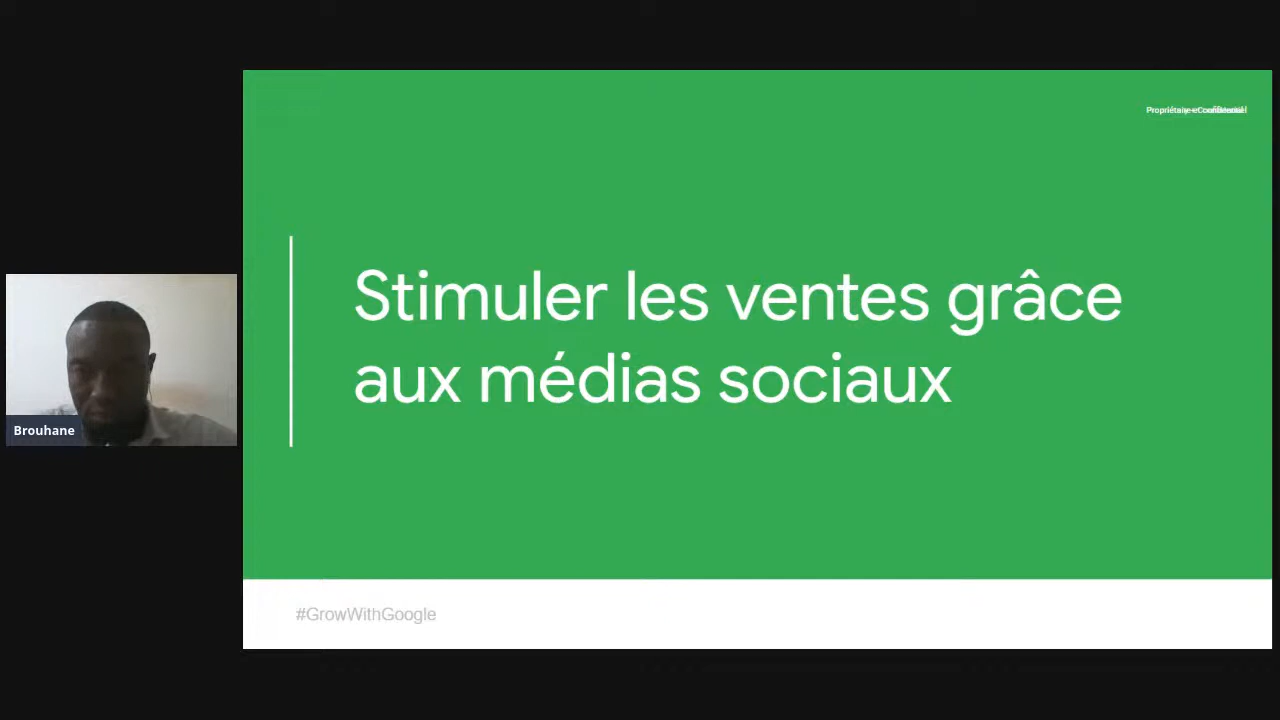 Stimuler les ventes grâce
aux médias sociaux
Brouhane
#GrowWithGoogle